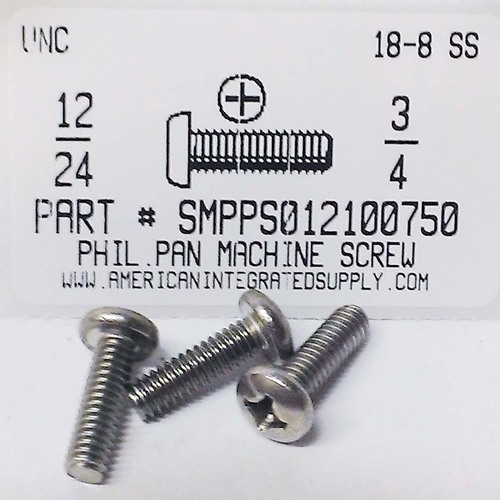 UNC 18-8 SS
12
24
3
4
PART # SMPPS012100750
PHIL.PAN MACHINE SCREW
WWW.AMERICANINTEGRATEDSUPPLY.COM